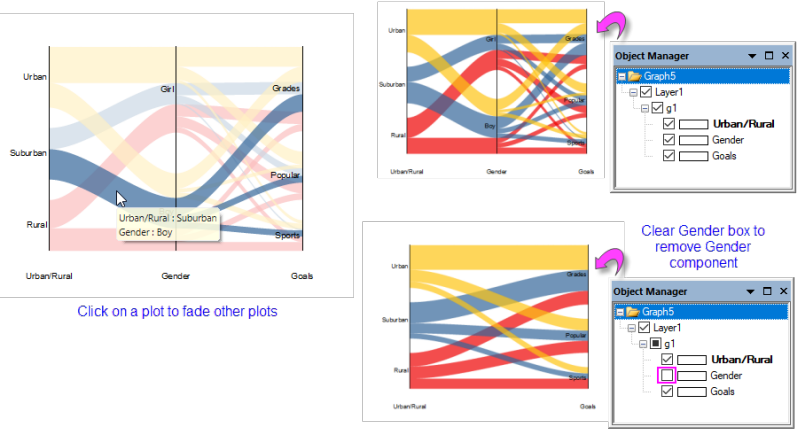 Urban
Girl
Grades
Suburban
Popular
Urban/Rural : Suburban
Gender : Boy
Rural
Sports
Urban/Rural
Gender
Goals
Click on a plot to fade other plots
Urban
Girl
Grades
Suburban
Popular
Boy
Rural
Sports
Urban/Rural
Gender
Goals
Object Manager
Graph5
Layer1
g1
Urban/Rural
Gender
Goals
Clear Gender box to
remove Gender
component
Urban
Grades
Suburban
Popular
Rural
Sports
Urban/Rural
Goals
Object Manager
Graph5
Layer1
g1
Urban/Rural
Gender
Goals